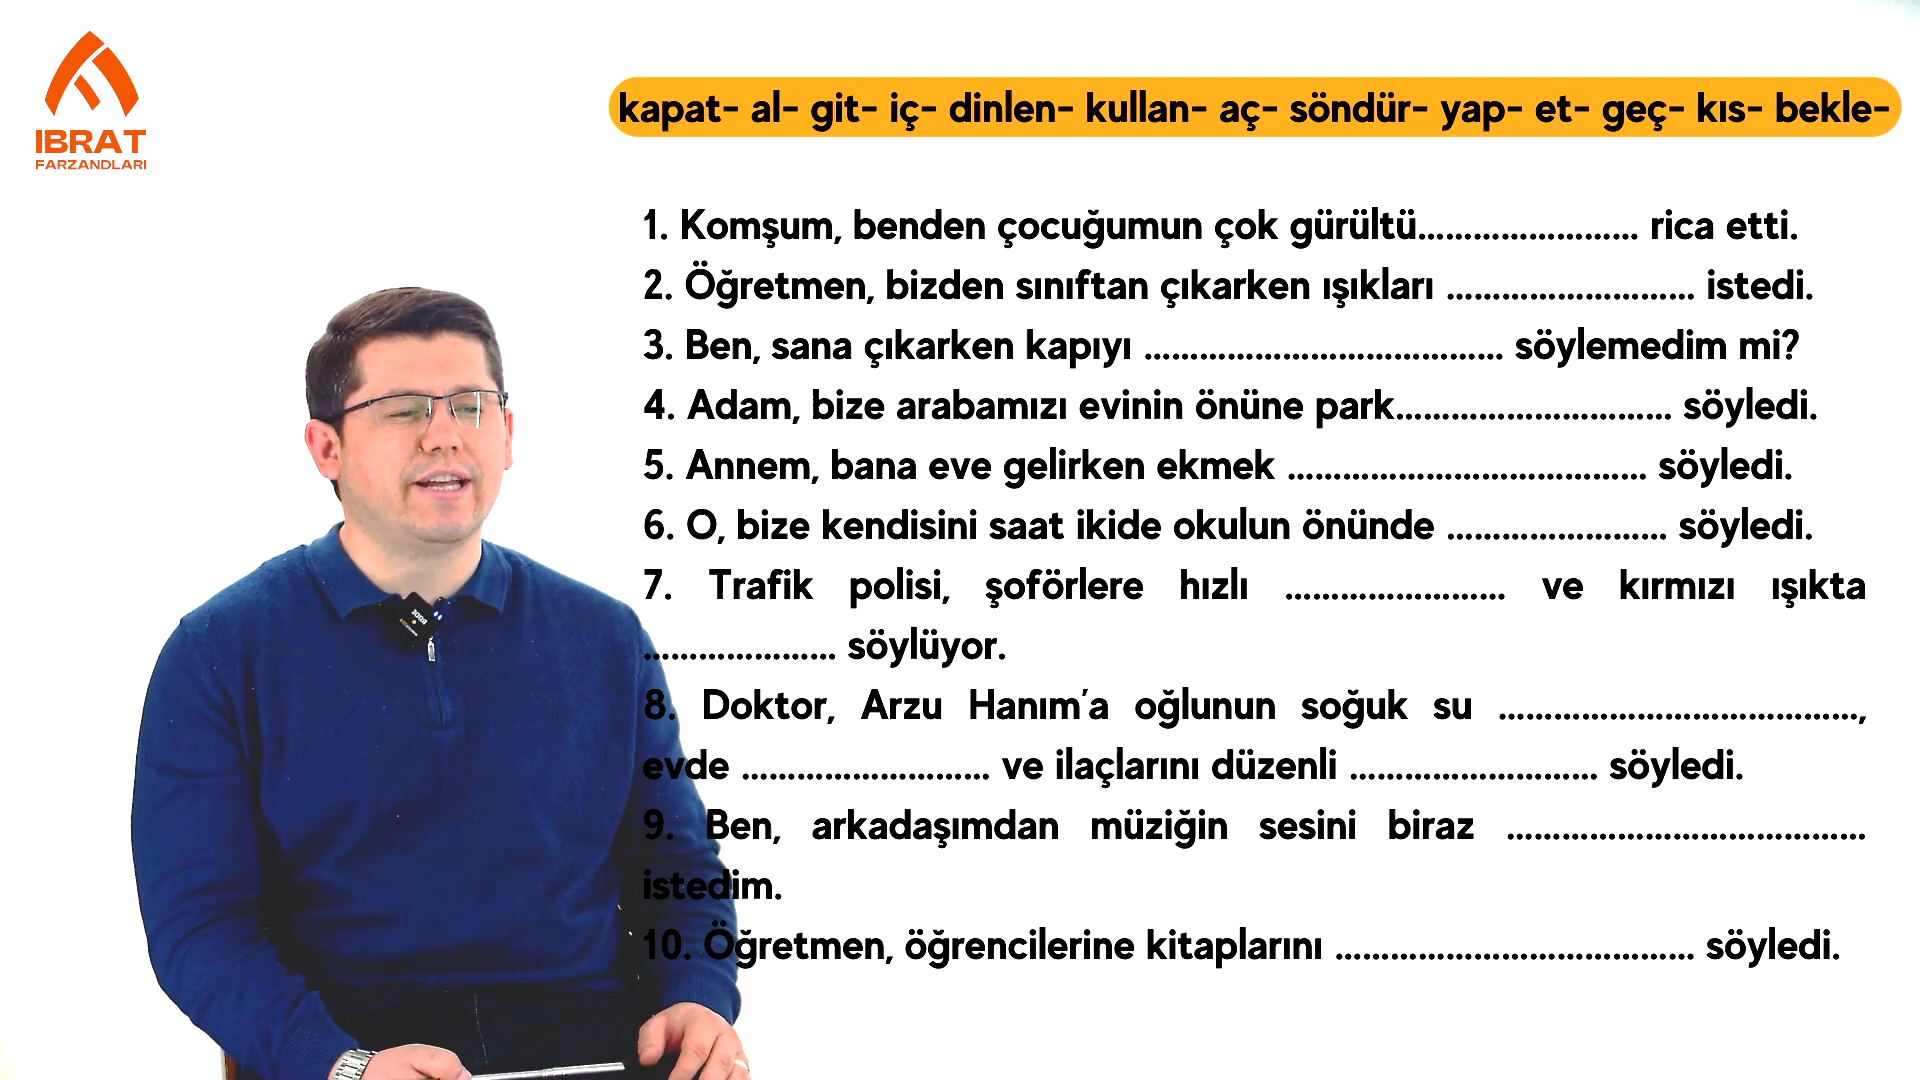 IBRAT
FARZANDLARI
kapat- al- git- iç- dinlen- kullan- aç- söndür- yap- et- geç- kıs- bekle-
1. Komşum, benden çocuğumun çok gürültü........................ rica etti.
2. Öğretmen, bizden sınıftan çıkarken ışıkları ........................... istedi.
3. Ben, sana çıkarken kapıyı ....................................... söylemedim mi?
4. Adam, bize arabamızı evinin önüne park.............................. söyledi.
5. Annem, bana eve gelirken ekmek ....................................... söyledi.
6. O, bize kendisini saat ikide okulun önünde ........................ söyledi.
7. Trafik polisi, şoförlere hızlı ........................ ve kırmızı ışıkta
..................... söylüyor.
8. Doktor, Arzu Hanım'a oğlunun soğuk su .......................................,
evde ........................... ve ilaçlarını düzenli ........................... söyledi.
9. Ben, arkadaşımdan müziğin sesini biraz .......................................
istedim.
10. Öğretmen, öğrencilerine kitaplarını ....................................... söyledi.